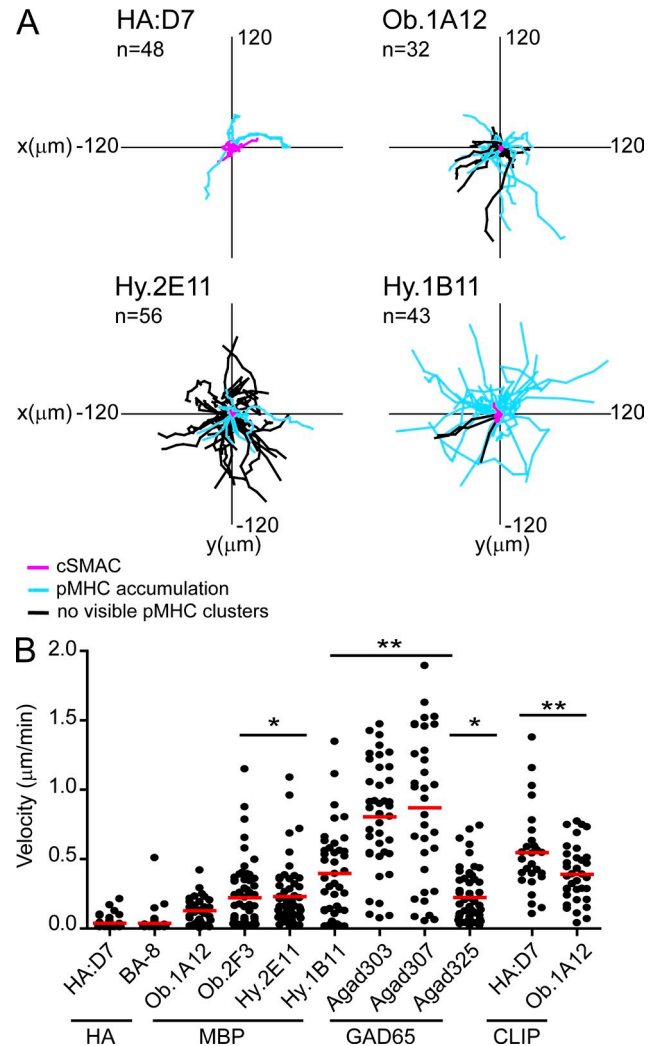 A
HA:D7
n=48
120
x(μm) -120
Ob.1A12
n=32
120
120
Hy.2E11
n=56
x(μm) -120
-120
y(μm)
Hy.1B11
n=43
120
-120
y(μm)
cSMAC
pMHC accumulation
no visible pMHC clusters
B
Velocity (μm/min)
2.0
1.5
1.0
0.5
0.0
*
**
*
**
HA:D7
BA-8
Ob.1A12
Ob.2F3
Hy.2E11
Hy.1B11
Agad303
Agad307
Agad325
HA:D7
Ob.1A12
HA
MBP
GAD65
CLIP